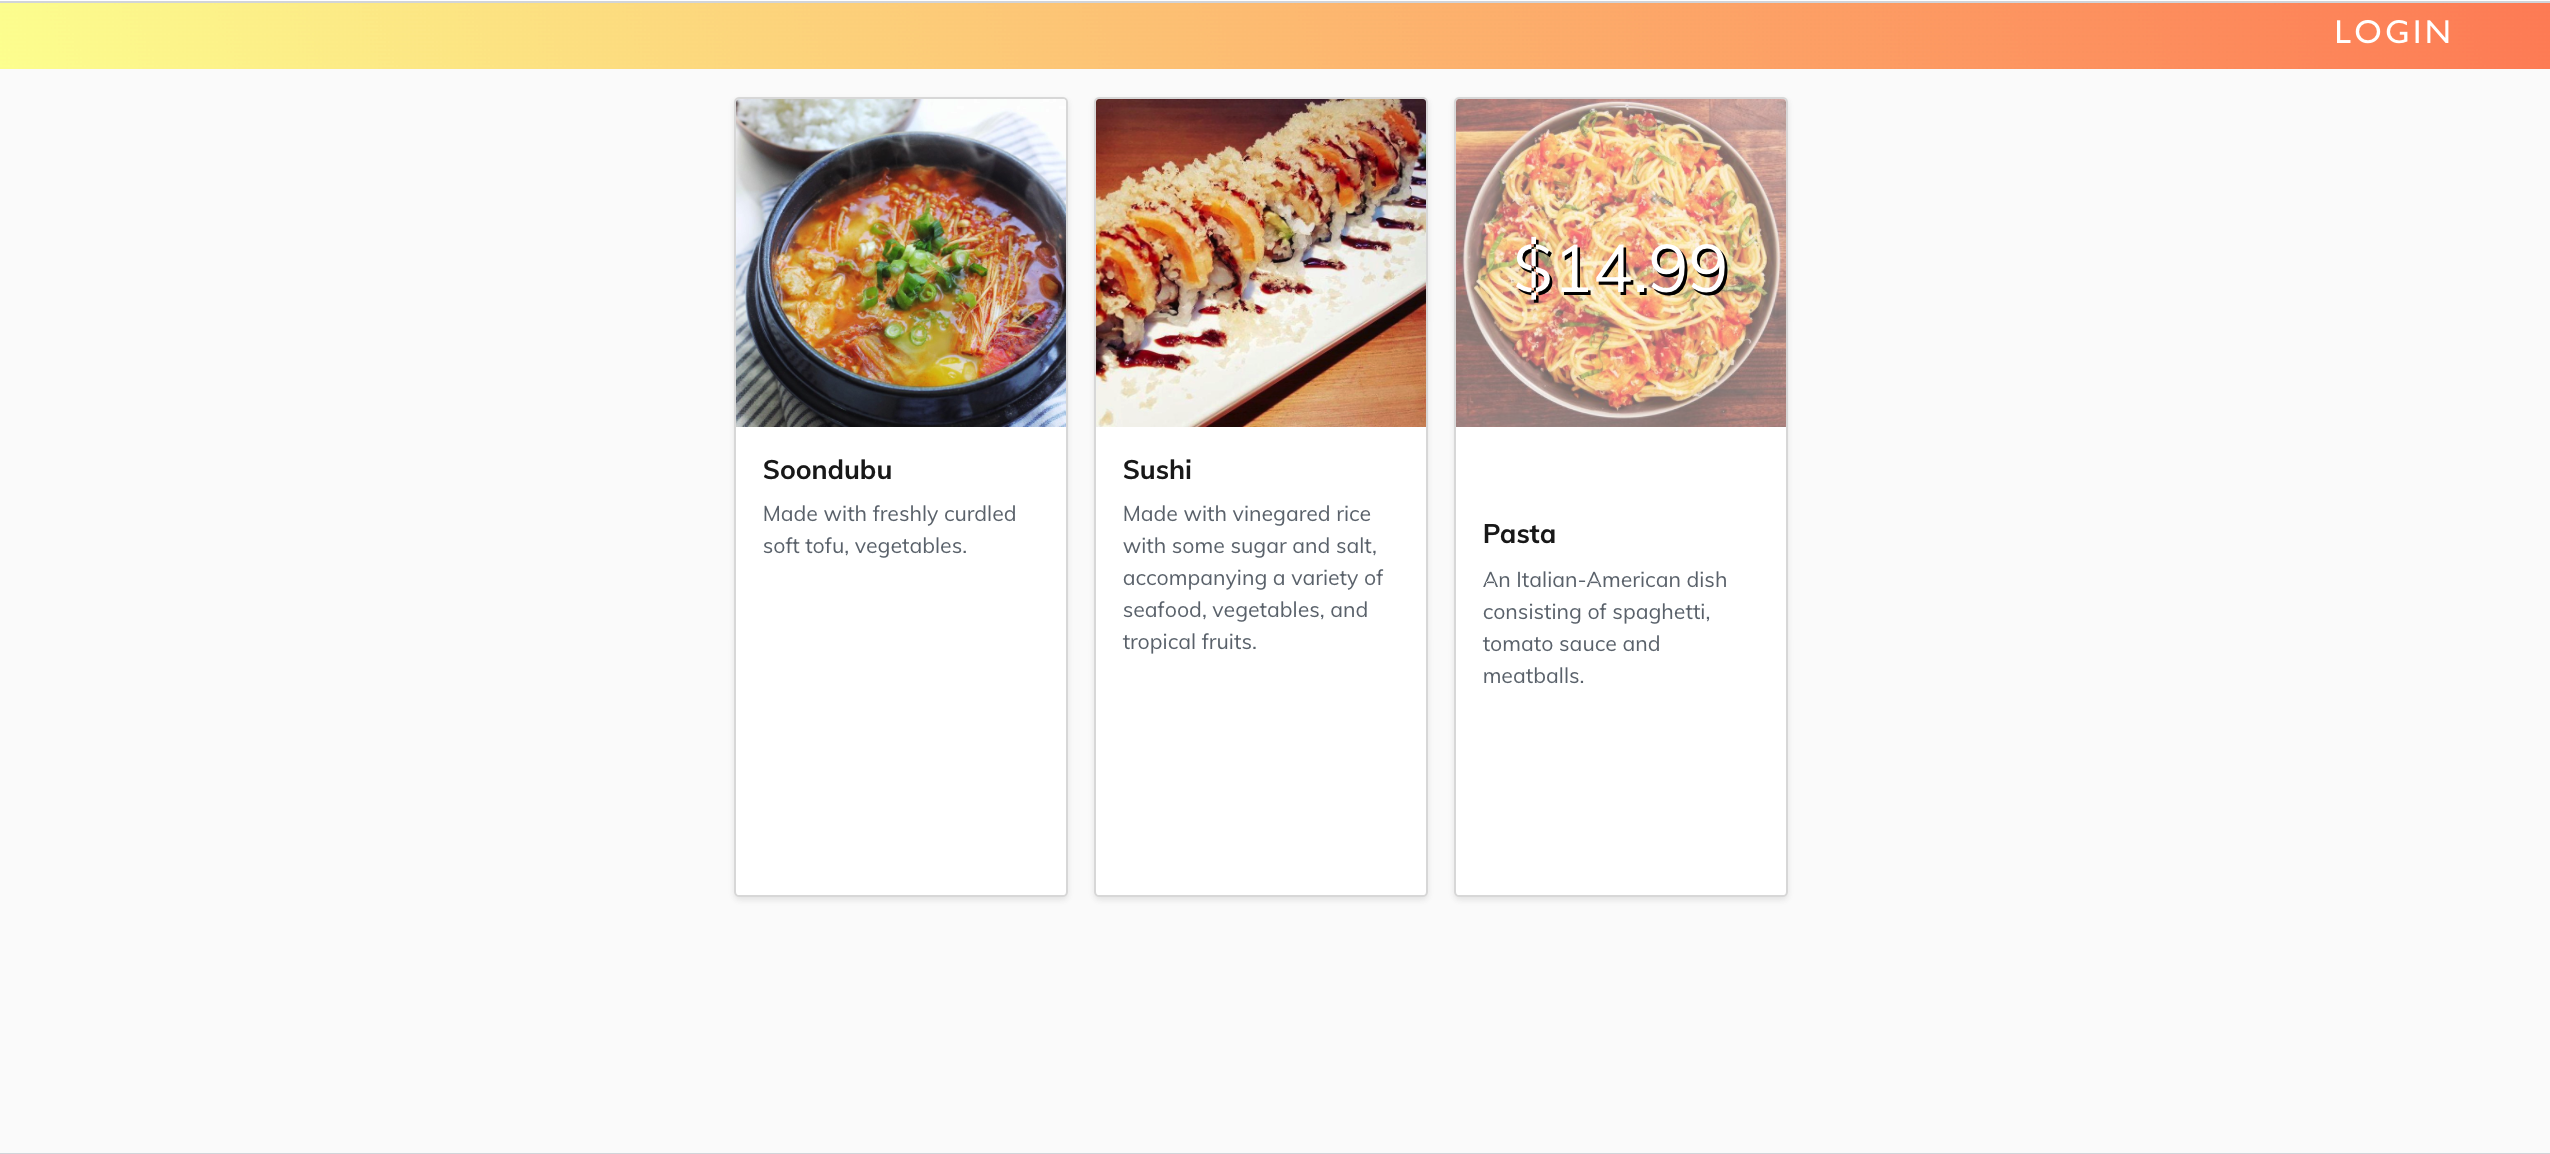 LOGIN
$14.99
Soondubu
Made with freshly curdled
soft tofu, vegetables.
Sushi
Made with vinegared rice
with some sugar and salt,
accompanying a variety of
seafood, vegetables, and
tropical fruits.
Pasta
An Italian-American dish
consisting of spaghetti,
tomato sauce and
meatballs.